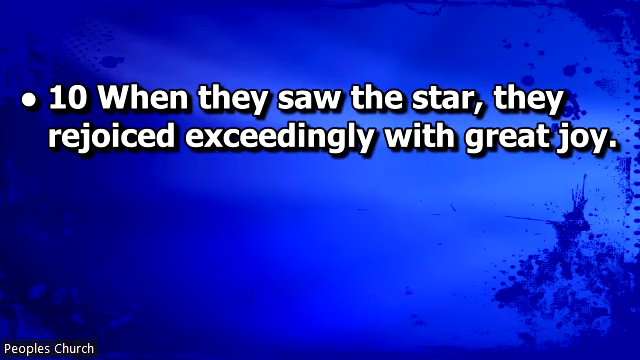 ● 10 When they saw the star, they
rejoiced exceedingly with great joy.
Peoples Church